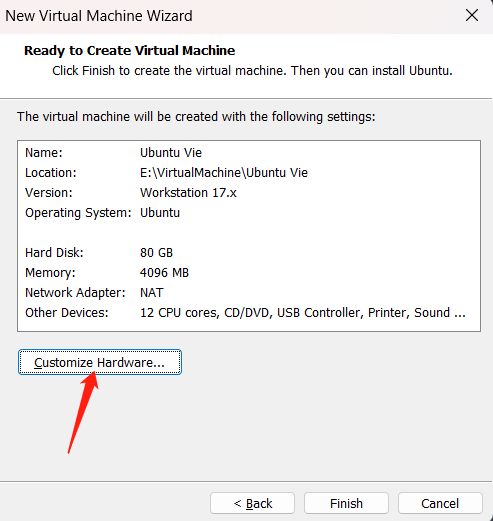 New Virtual Machine Wizard
Ready to Create Virtual Machine
Click Finish to create the virtual machine. Then you can install Ubuntu.
The virtual machine will be created with the following settings:
Name: Ubuntu Vie
Location: E:\VirtualMachine\Ubuntu Vie
Version: Workstation 17.x
Operating System: Ubuntu
Hard Disk: 80 GB
Memory: 4096 MB
Network Adapter: NAT
Other Devices: 12 CPU cores, CD/DVD, USB Controller, Printer, Sound ...
Customize Hardware...
< Back Finish Cancel